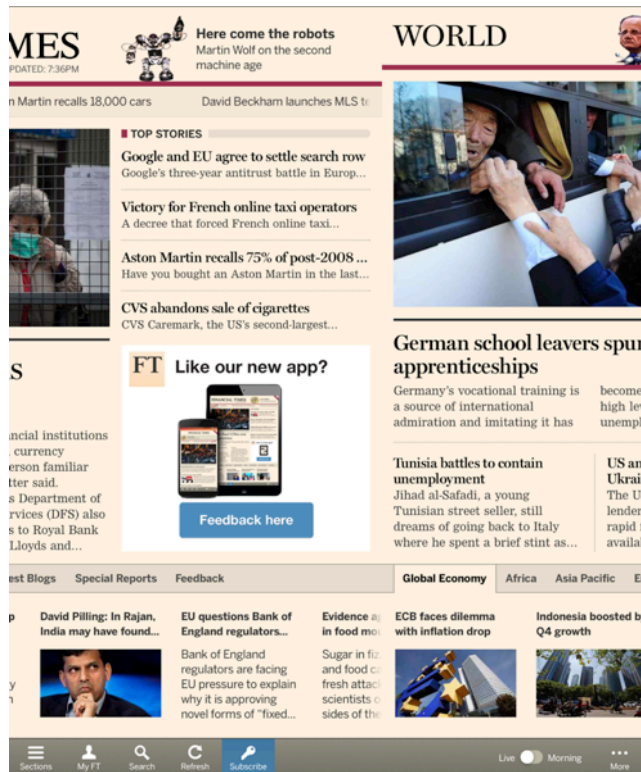 MES
PDATED: 7:36PM
Here come the robots
Martin Wolf on the second
machine age
WORLD
n Martin recalls 18,000 cars
David Beckham launches MLS te
TOP STORIES
Google and EU agree to settle search row
Google's three-year antitrust battle in Europ...
Victory for French online taxi operators
A decree that forced French online taxi...
Aston Martin recalls 75% of post-2008 ...
Have you bought an Aston Martin in the last...
CVS abandons sale of cigarettes
CVS Caremark, the US's second-largest...
FT
Like our new app?
Feedback here
S
ancial institutions
currency
erson familiar
tter said.
s Department of
rvices (DFS) also
s to Royal Bank
Lloyds and...
German school leavers spur
apprenticeships
Germany's vocational training is
a source of international
admiration and imitating it has
become
high lev
unempl
Tunisia battles to contain
unemployment
Jihad al-Safadi, a young
Tunisian street seller, still
dreams of going back to Italy
where he spent a brief stint as...
US an
Ukrai
The U
lender
rapid i
availa
est Blogs
Special Reports
Feedback
Global Economy
Africa
Asia Pacific
E
p
David Pilling: In Rajan,
India may have found...
y
n
EU questions Bank of
England regulators...
Bank of England
regulators are facing
EU pressure to explain
why it is approving
novel forms of "fixed...
Evidence ag
in food mou
Sugar in fiz
and food ca
fresh attack
scientists o
sides of the
ECB faces dilemma
with inflation drop
Indonesia boosted b
Q4 growth
Sections
My FT
Search
Refresh
Subscribe
Live
Morning
More